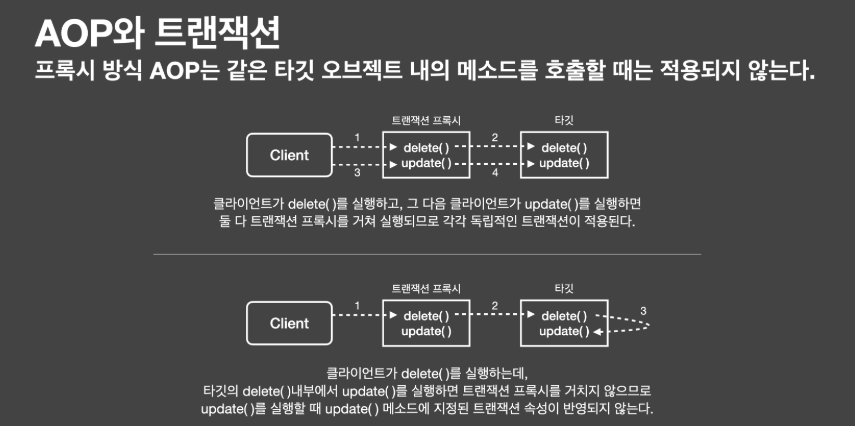 AOP와 트랜잭션
프록시 방식 AOP는 같은 타깃 오브젝트 내의 메소드를 호출할 때는 적용되지 않는다.
트랜잭션 프록시
타깃
Client
1
delete( )
2
delete( )
3
update( )
4
update( )
클라이언트가 delete( )를 실행하고, 그 다음 클라이언트가 update( )를 실행하면
둘 다 트랜잭션 프록시를 거쳐 실행되므로 각각 독립적인 트랜잭션이 적용된다.
트랜잭션 프록시
타깃
Client
1
delete( )
2
delete( )
3
update( )
update( )
클라이언트가 delete( )를 실행하는데,
타깃의 delete( )내부에서 update( )를 실행하면 트랜잭션 프록시를 거치지 않으므로
update( )를 실행할 때 update( ) 메소드에 지정된 트랜잭션 속성이 반영되지 않는다.